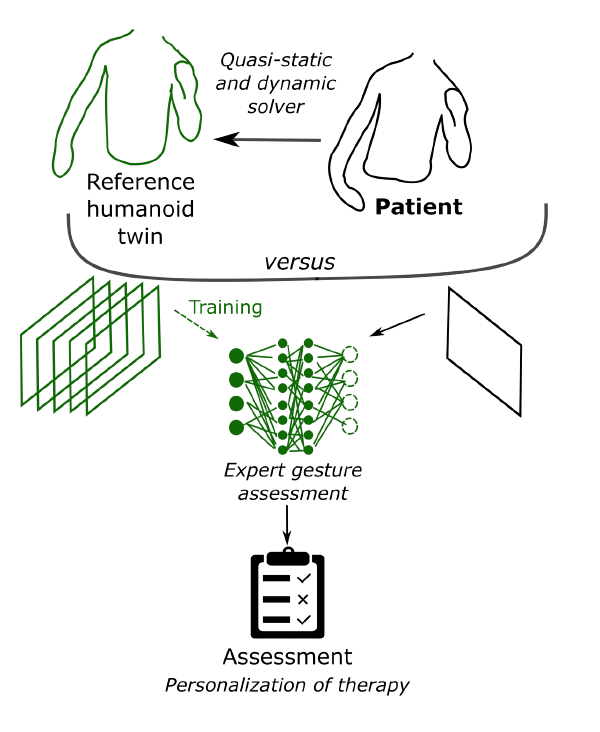 Quasi-static
and dynamic
solver
Reference
humanoid
twin
Patient
versus
Training
Expert gesture
assessment
Assessment
Personalization of therapy